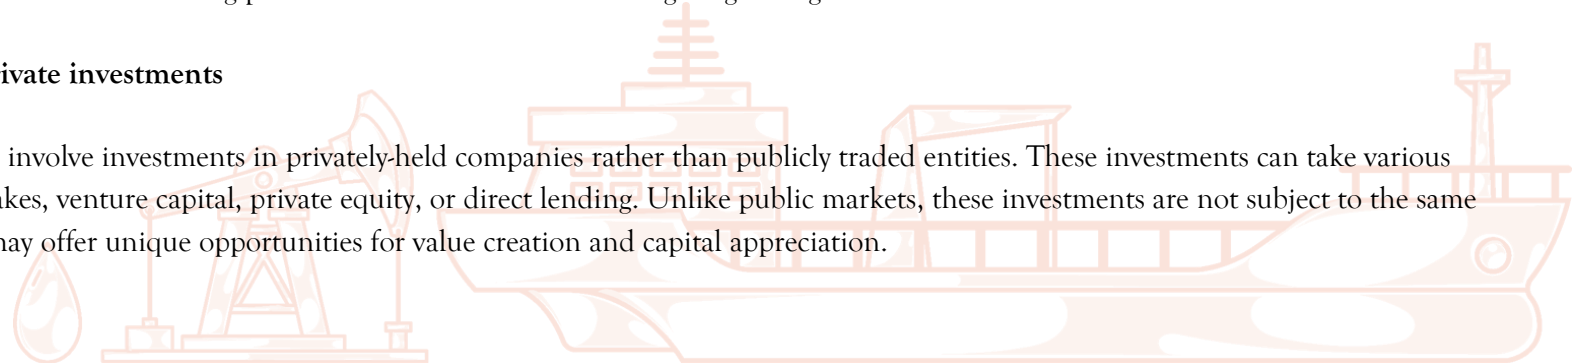 ivate investments
involve investments in privately-held companies rather than publicly traded entities. These investments can take various
akes, venture capital, private equity, or direct lending. Unlike public markets, these investments are not subject to the same
may offer unique opportunities for value creation and capital appreciation.